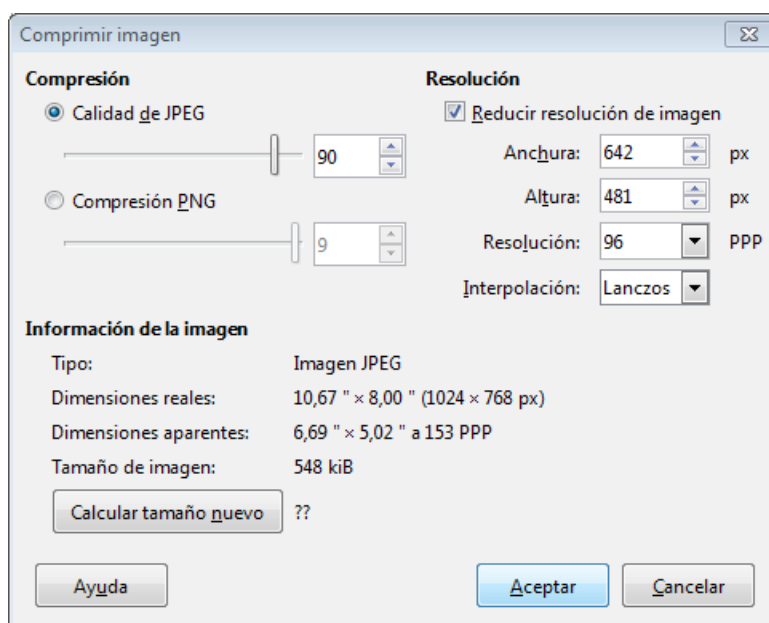 Comprimir imagen
Compresión
Calidad de JPEG
90
Compresión PNG
9
Resolución
Reducir resolución de imagen
Anchura: 642 px
Altura: 481 px
Resolución: 96 PPP
Interpolación: Lanczos
Información de la imagen
Tipo: Imagen JPEG
Dimensiones reales: 10,67 " × 8,00 " (1024 × 768 px)
Dimensiones aparentes: 6,69 " × 5,02 " a 153 PPP
Tamaño de imagen: 548 kiB
Calcular tamaño nuevo ??
Ayuda Aceptar Cancelar